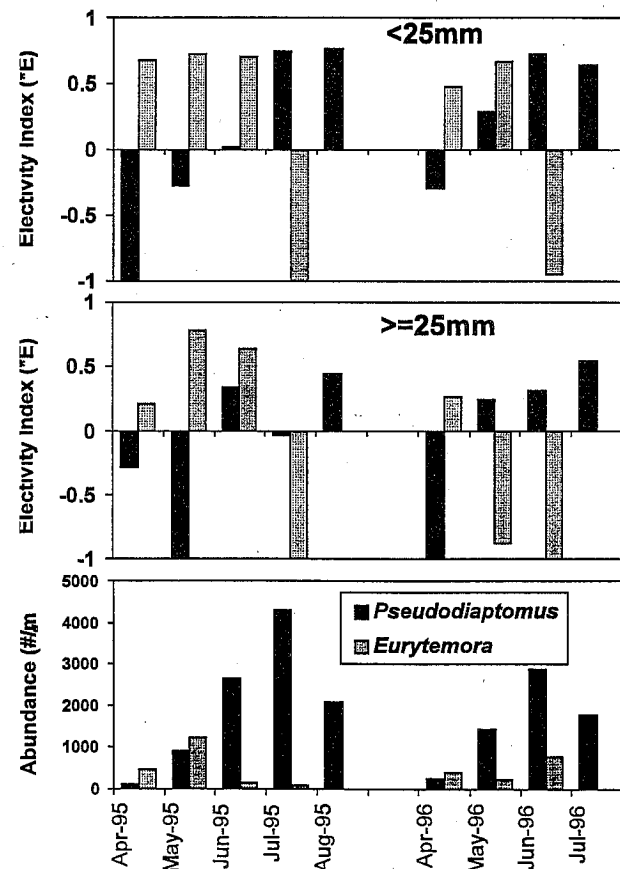 <25mm
Electivity Index (*E)
1
0.5
0
-0.5
-1
>=25mm
Electivity Index (*E)
1
0.5
0
-0.5
-1
Pseudodiaptomus
Eurytemora
Abundance (#/m
5000
4000
3000
2000
1000
0
Apr-95
May-95
Jun-95
Jul-95
Aug-95
Apr-96
May-96
Jun-96
Jul-96